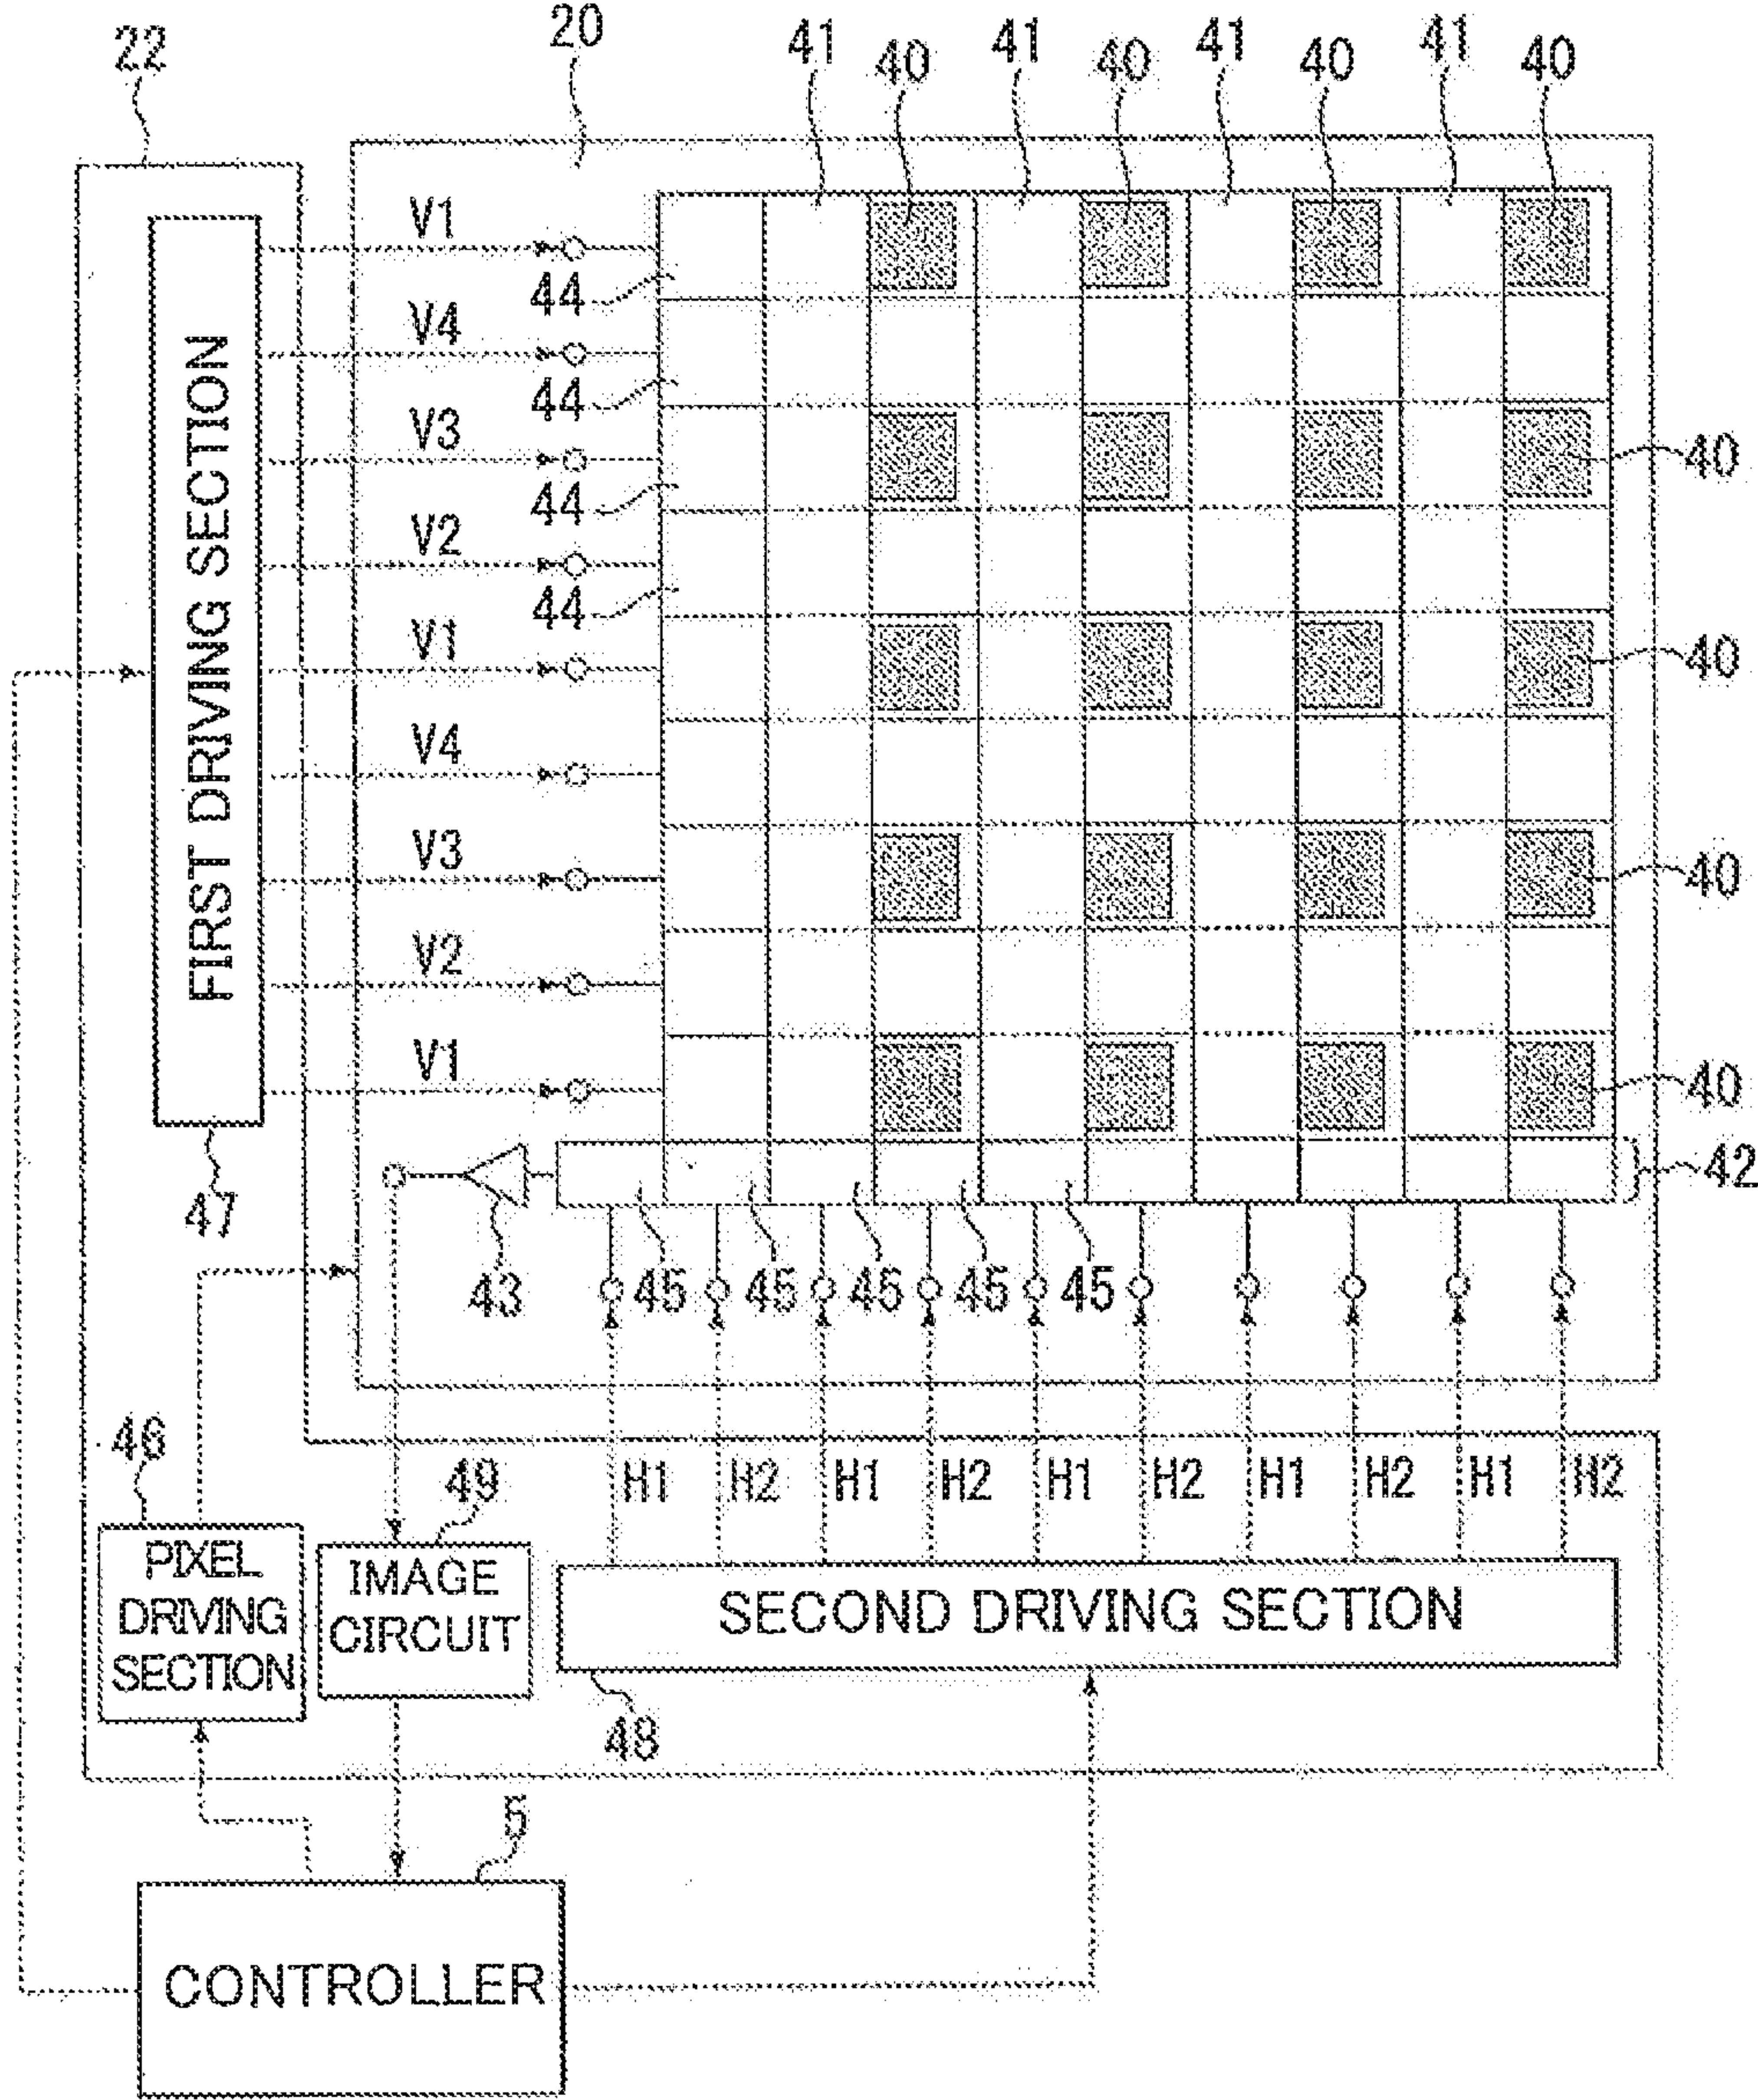 22
20
41
40
41
40
41
40
41
40
V1
44
V4
44
V3
44
40
V2
44
V1
40
V4
V3
40
V2
V1
40
FIRST DRIVING SECTION
47
42
43
45
45
45
45
45
46
49
H1
H2
H1
H2
H1
H2
H1
H2
H1
H2
PIXEL
DRIVING
SECTION
IMAGE
CIRCUIT
SECOND DRIVING SECTION
48
5
CONTROLLER